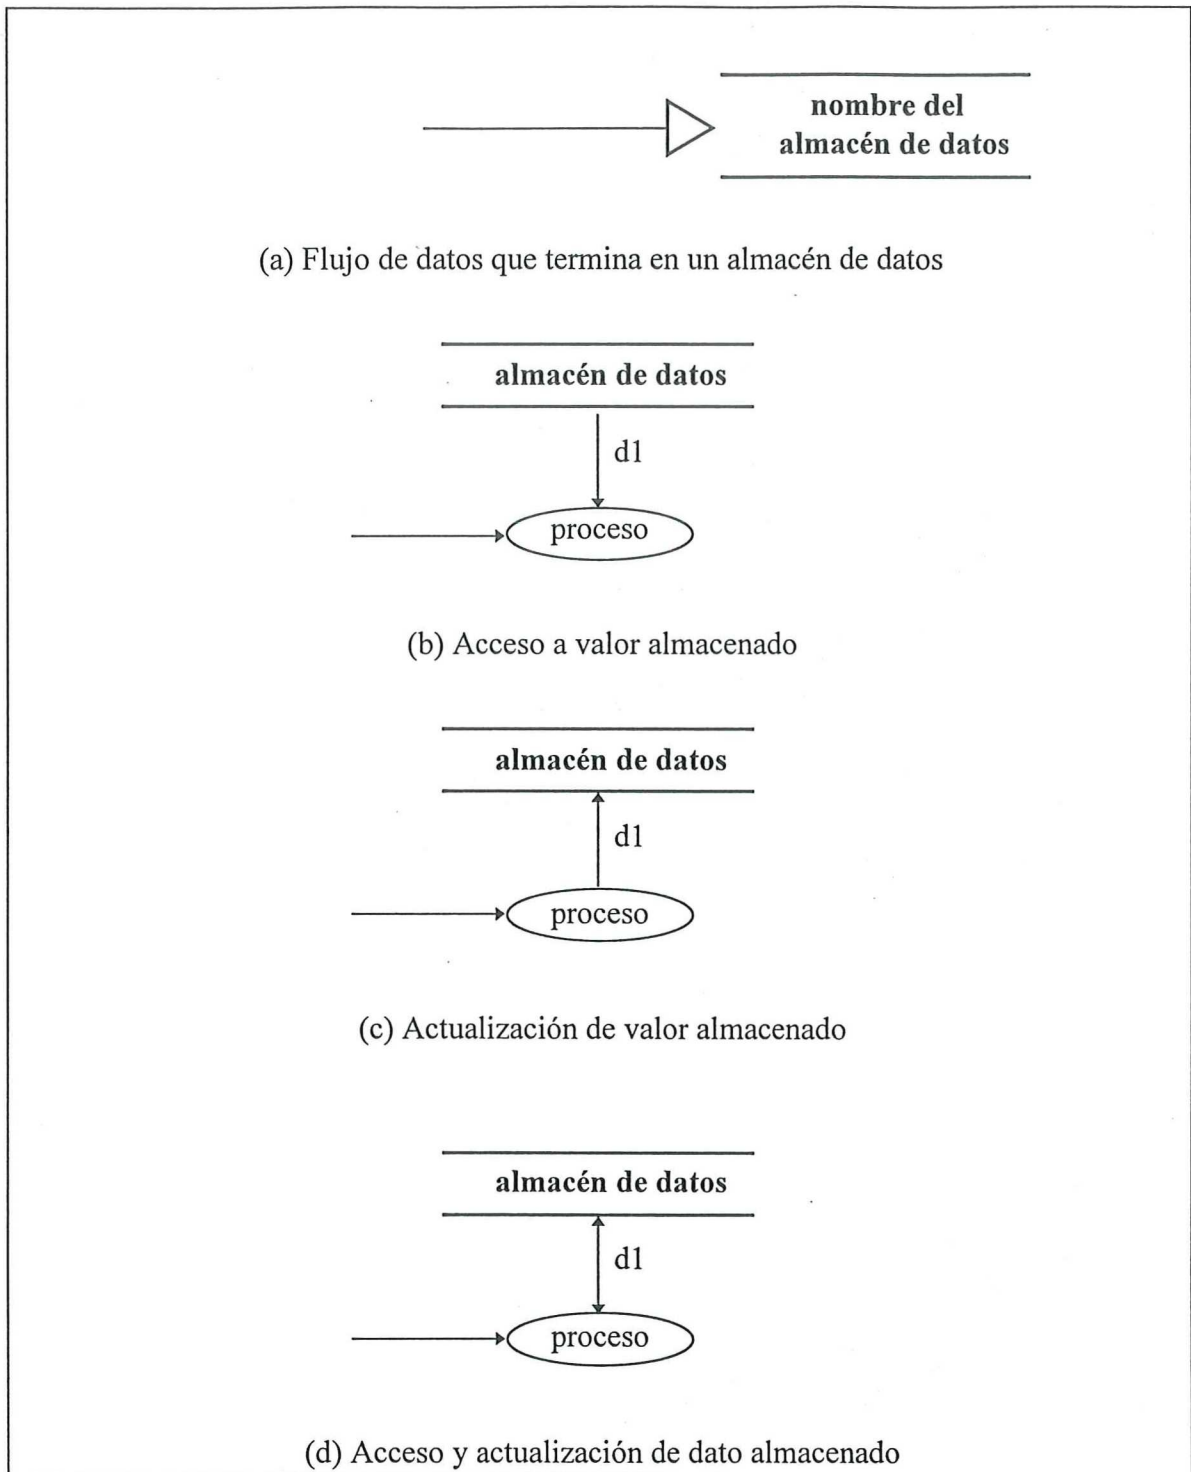 nombre del
almacén de datos
(a) Flujo de datos que termina en un almacén de datos
almacén de datos
d1
proceso
(b) Acceso a valor almacenado
almacén de datos
d1
proceso
(c) Actualización de valor almacenado
almacén de datos
d1
proceso
(d) Acceso y actualización de dato almacenado